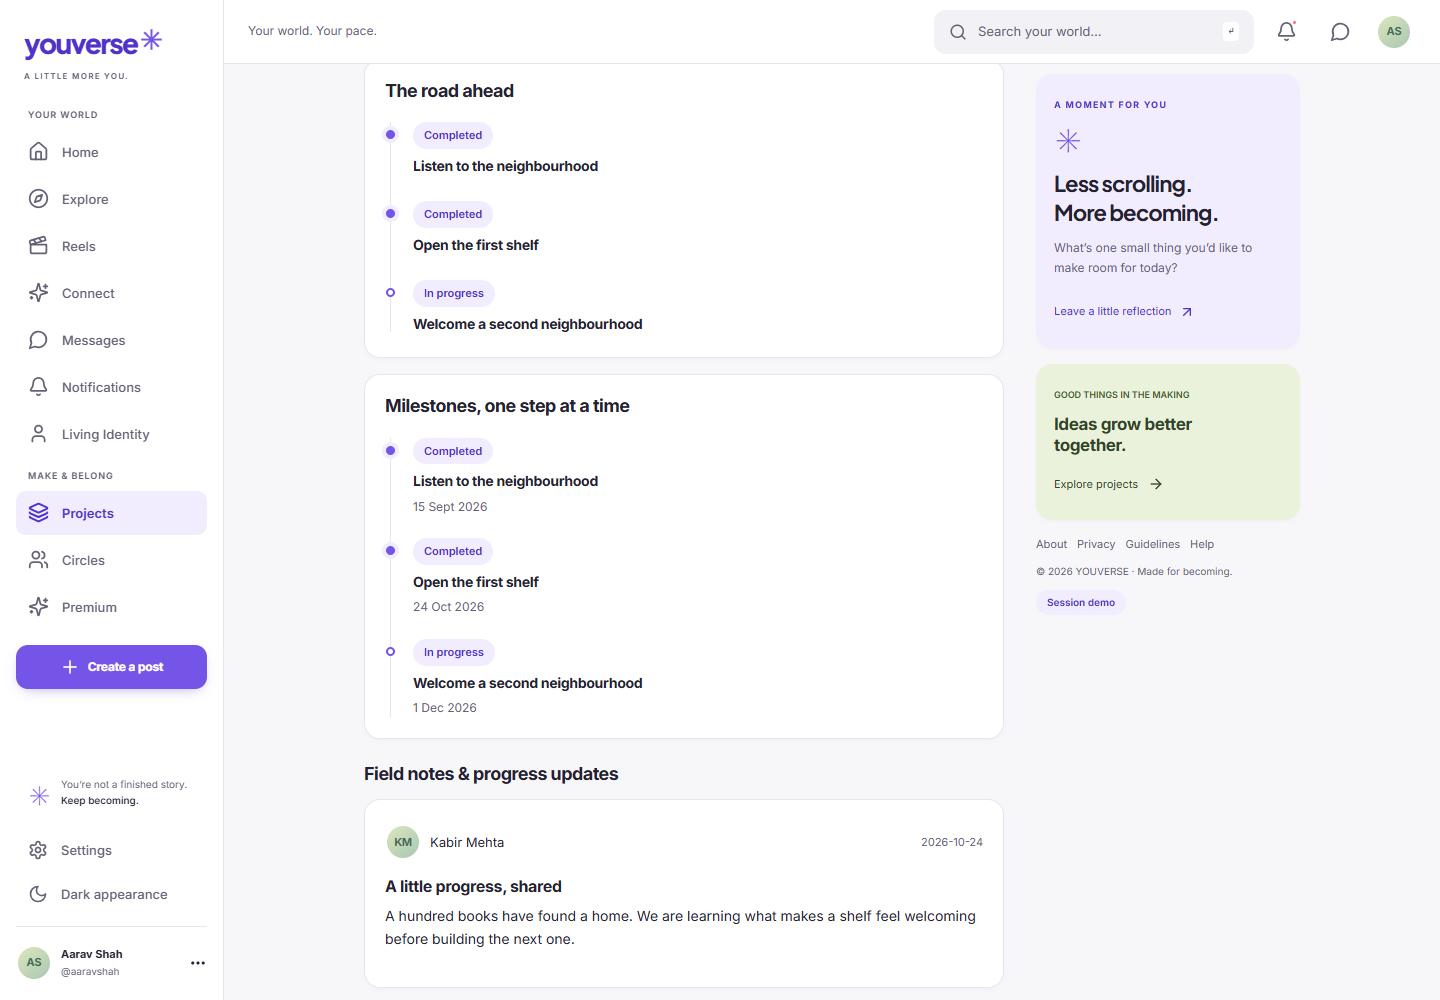 youverse
A LITTLE MORE YOU.
YOUR WORLD
Home
Explore
Reels
Connect
Messages
Notifications
Living Identity
MAKE & BELONG
Projects
Circles
Premium
Create a post
You're not a finished story.
Keep becoming.
Settings
Dark appearance
AS
Aarav Shah
@aaravshah
Your world. Your pace.
Search your world...
AS
The road ahead
Completed
Listen to the neighbourhood
Completed
Open the first shelf
In progress
Welcome a second neighbourhood
Milestones, one step at a time
Completed
Listen to the neighbourhood
15 Sept 2026
Completed
Open the first shelf
24 Oct 2026
In progress
Welcome a second neighbourhood
1 Dec 2026
Field notes & progress updates
KM
Kabir Mehta
2026-10-24
A little progress, shared
A hundred books have found a home. We are learning what makes a shelf feel welcoming
before building the next one.
A MOMENT FOR YOU
Less scrolling.
More becoming.
What's one small thing you'd like to
make room for today?
Leave a little reflection
GOOD THINGS IN THE MAKING
Ideas grow better
together.
Explore projects
About Privacy Guidelines Help
© 2026 YOUVERSE · Made for becoming.
Session demo